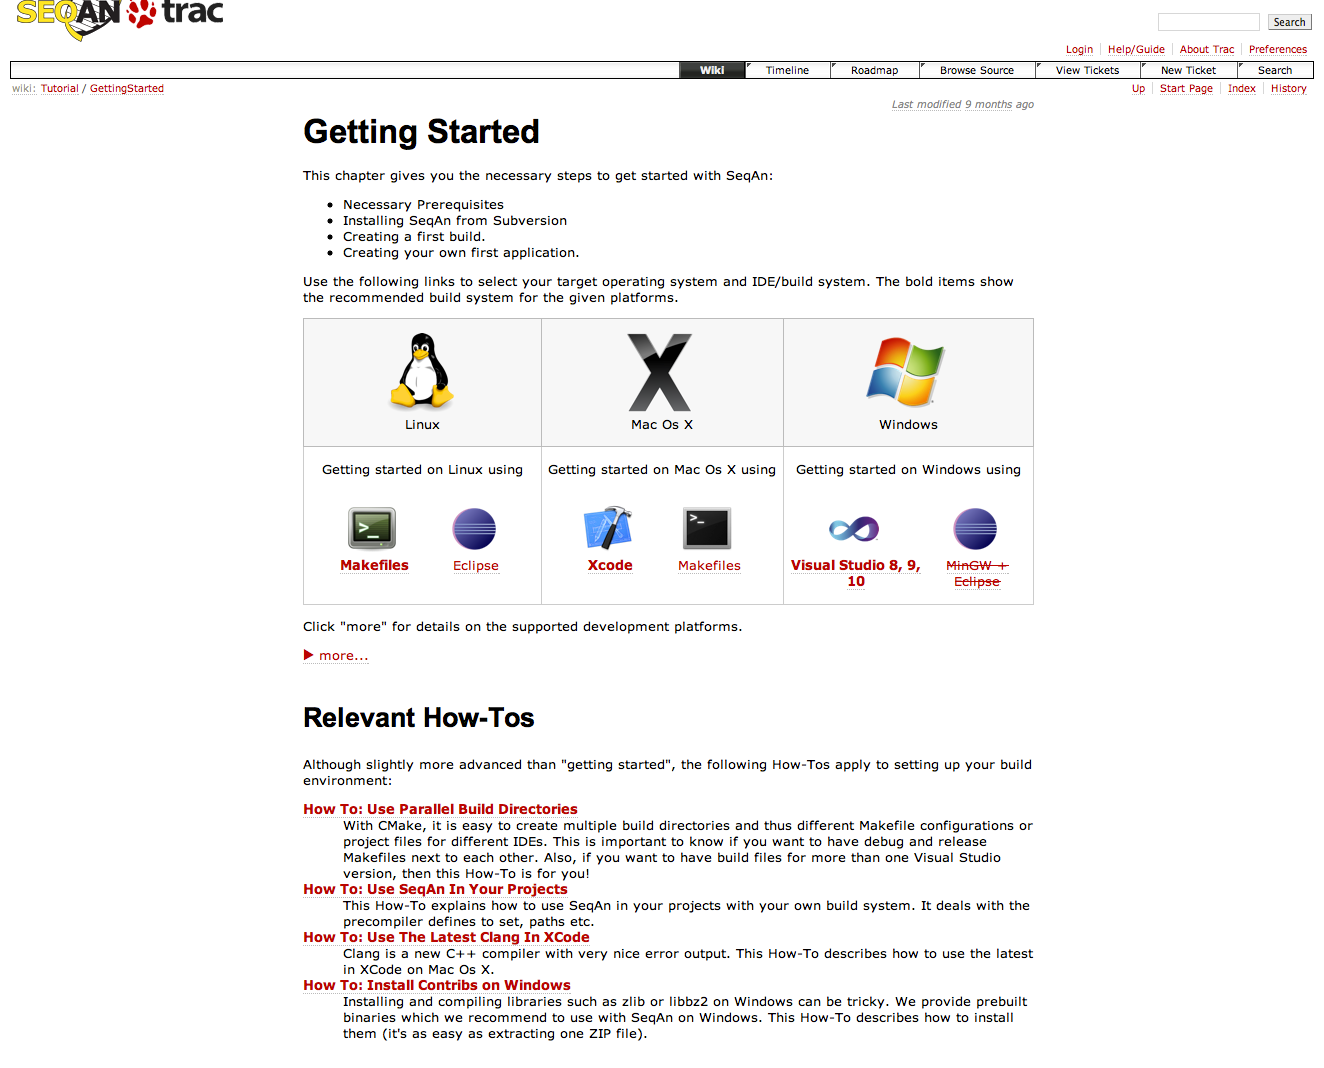 SEQAN trac
Search
Login Help/Guide About Trac Preferences
Wiki Timeline Roadmap Browse Source View Tickets New Ticket Search
wiki: Tutorial / GettingStarted
Up Start Page Index History
Last modified 9 months ago
Getting Started
This chapter gives you the necessary steps to get started with SeqAn:
• Necessary Prerequisites
• Installing SeqAn from Subversion
• Creating a first build.
• Creating your own first application.
Use the following links to select your target operating system and IDE/build system. The bold items show
the recommended build system for the given platforms.
Linux Mac Os X Windows
Getting started on Linux using Getting started on Mac Os X using Getting started on Windows using
Makefiles Eclipse Xcode Makefiles Visual Studio 8, 9, MinGW +
10 Eclipse
Click "more" for details on the supported development platforms.
more...
Relevant How-Tos
Although slightly more advanced than "getting started", the following How-Tos apply to setting up your build
environment:
How To: Use Parallel Build Directories
With CMake, it is easy to create multiple build directories and thus different Makefile configurations or
project files for different IDEs. This is important to know if you want to have debug and release
Makefiles next to each other. Also, if you want to have build files for more than one Visual Studio
version, then this How-To is for you!
How To: Use SeqAn In Your Projects
This How-To explains how to use SeqAn in your projects with your own build system. It deals with the
precompiler defines to set, paths etc.
How To: Use The Latest Clang In XCode
Clang is a new C++ compiler with very nice error output. This How-To describes how to use the latest
in XCode on Mac Os X.
How To: Install Contribs on Windows
Installing and compiling libraries such as zlib or libbz2 on Windows can be tricky. We provide prebuilt
binaries which we recommend to use with SeqAn on Windows. This How-To describes how to install
them (it's as easy as extracting one ZIP file).